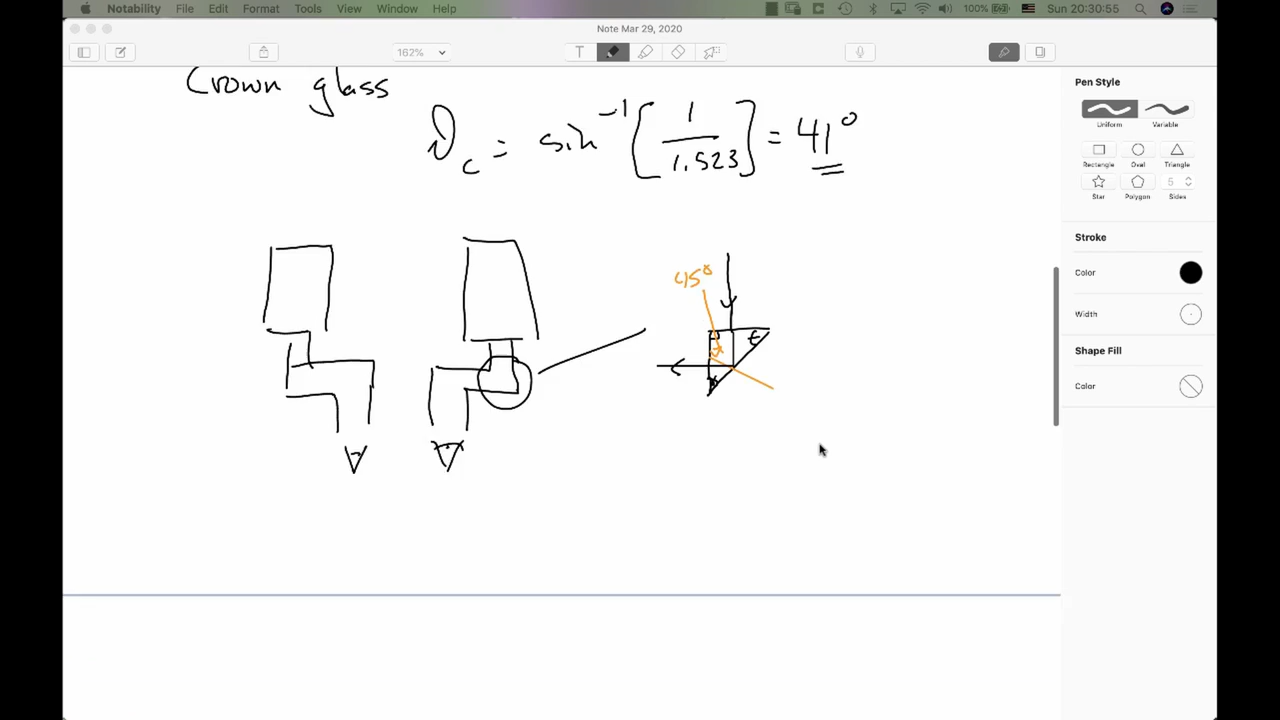 Notability File Edit Format Tools View Window Help 100% Sun 20:30:55
Note Mar 29, 2020
162% T
Crown glass
ϑc = sin⁻¹ [ 1 / 1.523 ] = 41°
45°
Pen Style
Uniform Variable
Rectangle Oval Triangle
Star Polygon 5 Sides
Stroke
Color
Width
Shape Fill
Color